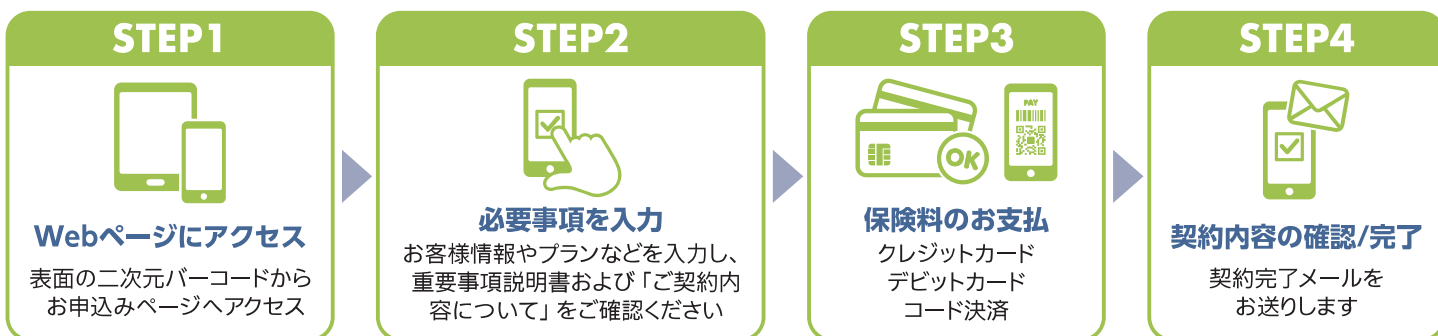 STEP1
Webページにアクセス
表面の二次元バーコードから
お申込みページへアクセス
STEP2
必要事項を入力
お客様情報やプランなどを入力し、
重要事項説明書および「ご契約内
容について」をご確認ください
STEP3
PAY
OK
保険料のお支払
クレジットカード
デビットカード
コード決済
STEP4
契約内容の確認/完了
契約完了メールを
お送りします